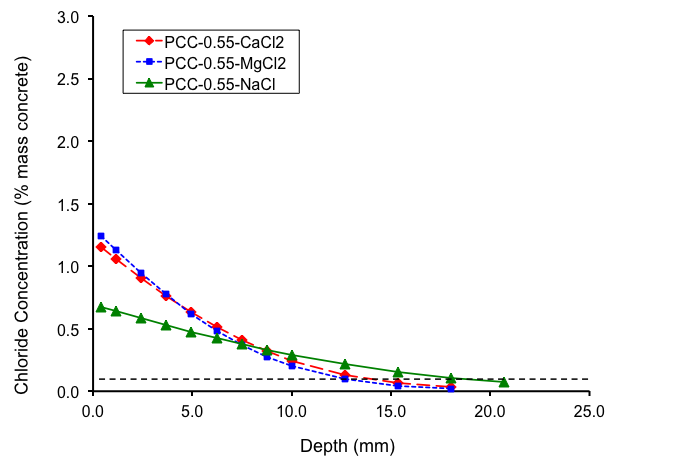 3.0
2.5
2.0
1.5
1.0
0.5
0.0
Chloride Concentration (% mass concrete)
PCC-0.55-CaCl2
PCC-0.55-MgCl2
PCC-0.55-NaCl
0.0 5.0 10.0 15.0 20.0 25.0
Depth (mm)